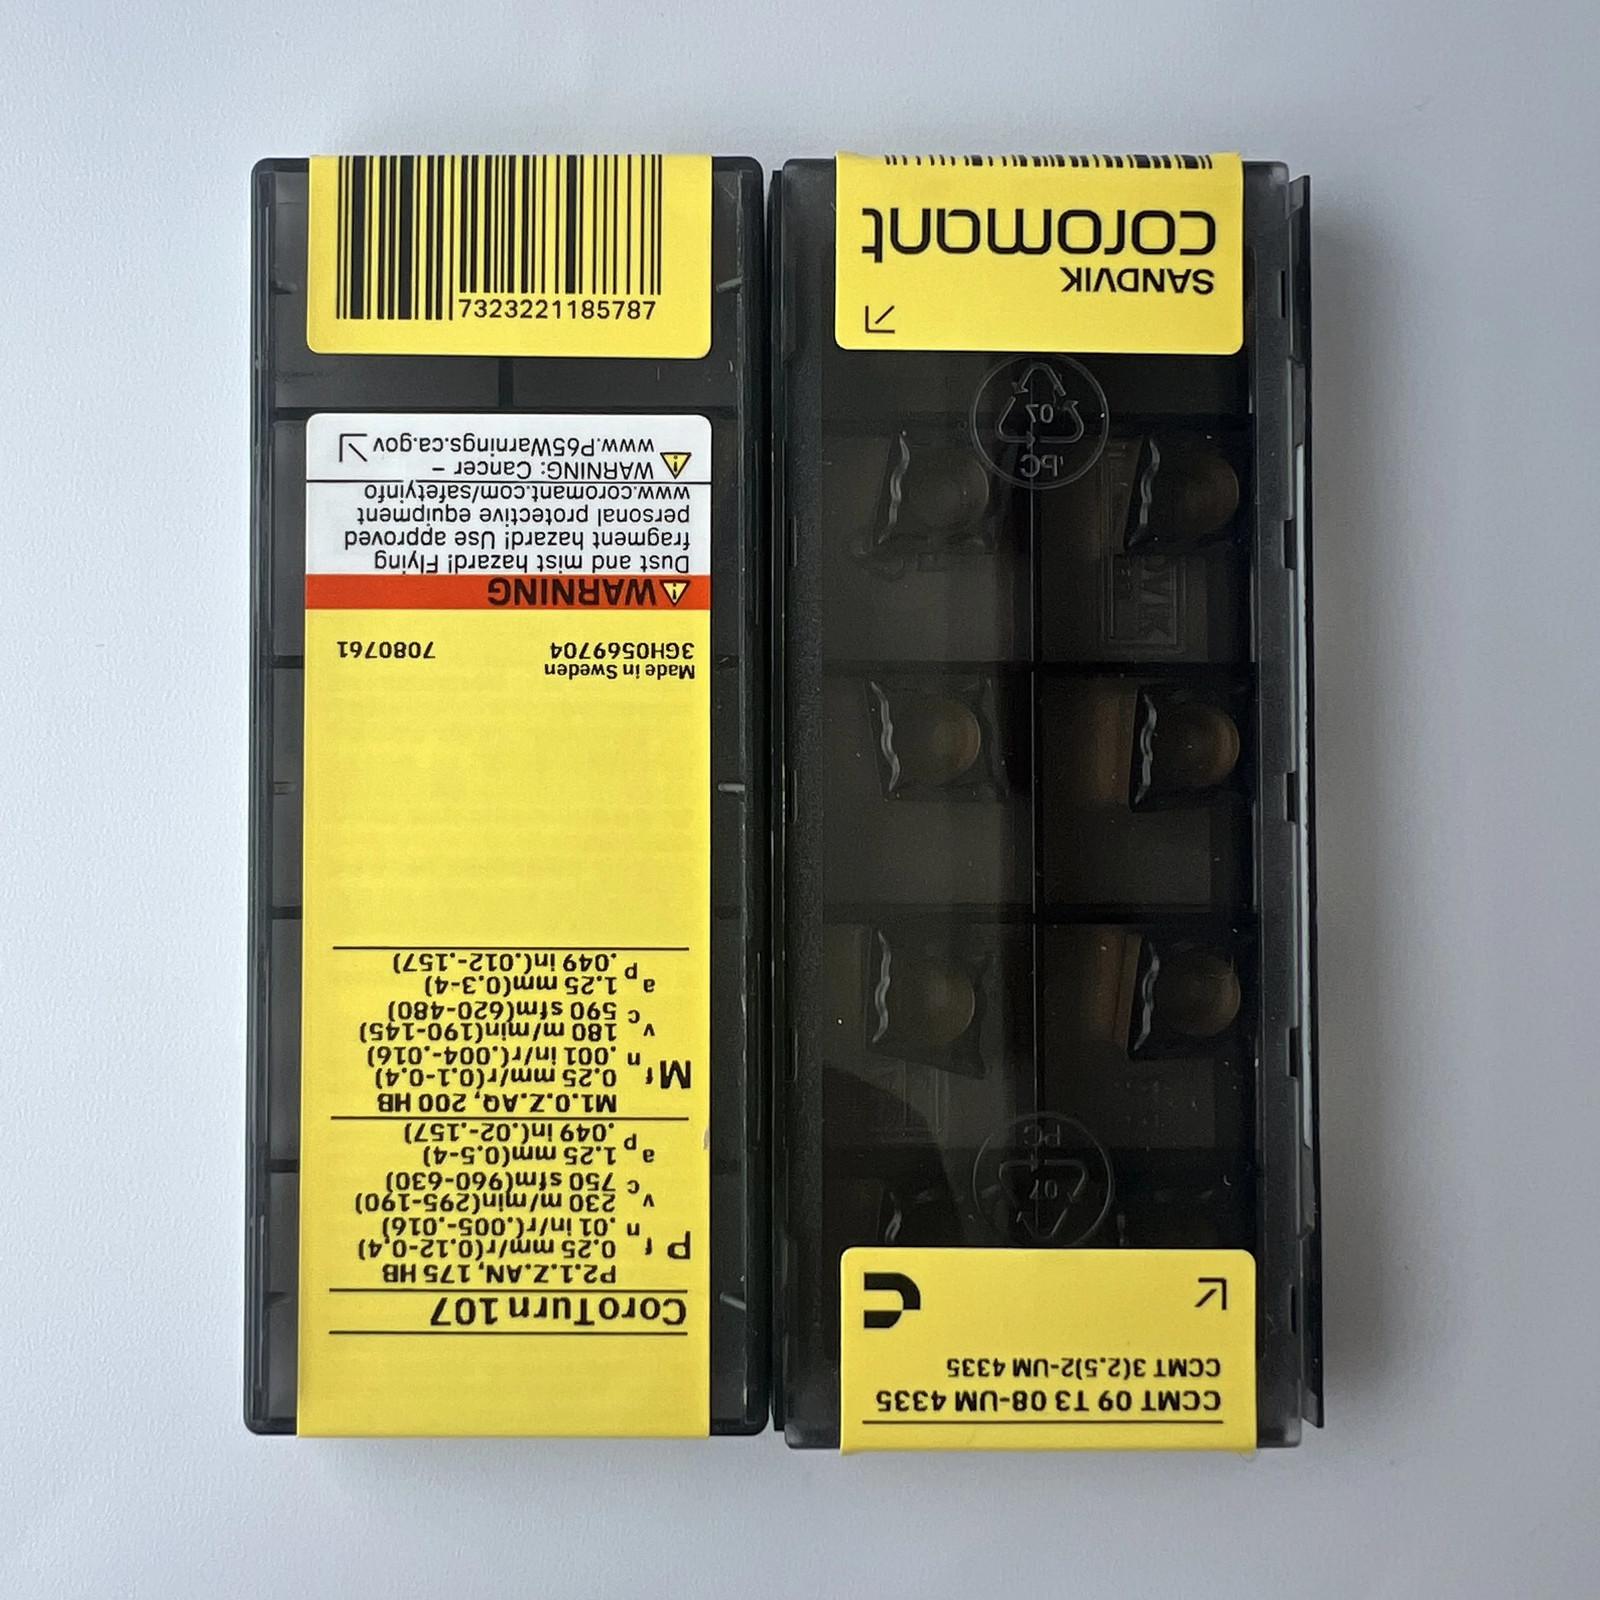 7323221185787
CoroTurn 107
P2.1.Z.AN, 175 HB
P f n 0.25 mm/r(0.12-0.4)
.01 in/r(.005-.016)
v c 230 m/min(295-190)
750 sfm(960-630)
a p 1.25 mm(0.5-4)
.049 in(.02-.157)
M1.0.Z.AQ, 200 HB
M f n 0.25 mm/r(0.1-0.4)
.001 in/r(.004-.016)
v c 180 m/min(190-145)
590 sfm(620-480)
a p 1.25 mm(0.3-4)
.049 in(.012-.157)
Made in Sweden
3GH0569704 7080761
WARNING
Dust and mist hazard! Flying
fragment hazard! Use approved
personal protective equipment
www.coromant.com/safetyinfo
WARNING: Cancer –
www.P65Warnings.ca.gov
CCMT 09 T3 08-UM 4335
CCMT 3(2.5)2-UM 4335
07
PC
07
PC
SANDVIK
coromant